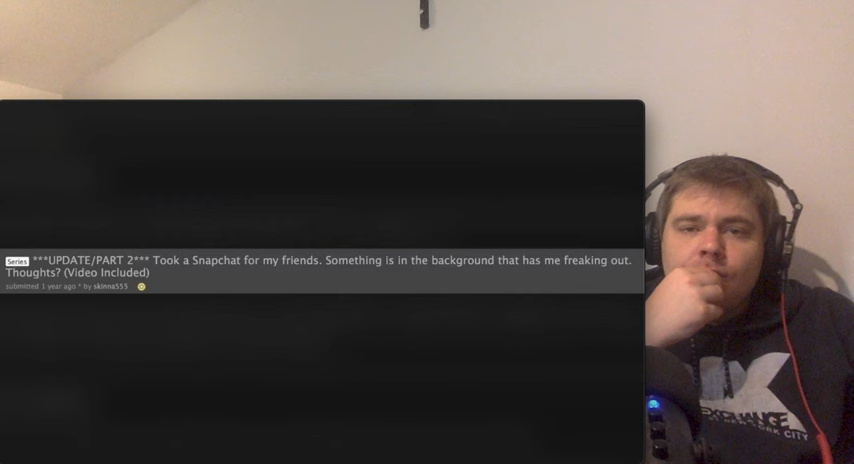 Series ***UPDATE/PART 2*** Took a Snapchat for my friends. Something is in the background that has me freaking out.
Thoughts? (Video Included)
submitted 1 year ago * by skinna555
EXCHANGE
NEW YORK CITY